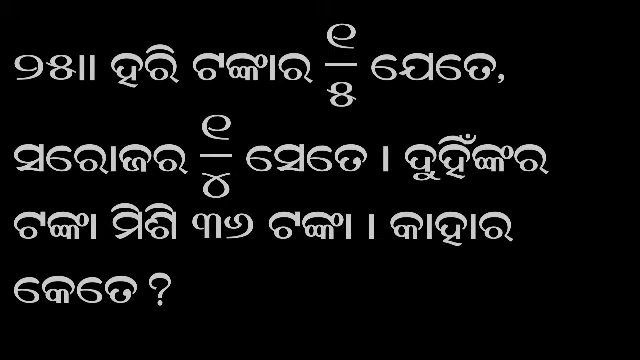 ୨୫॥ ହରି ଟଙ୍କାର ୧/୫ ଯେତେ,
ସରୋଜର ୧/୪ ସେତେ । ଦୁହିଁଙ୍କର
ଟଙ୍କା ମିଶି ୩୬ ଟଙ୍କା । କାହାର
କେତେ ?